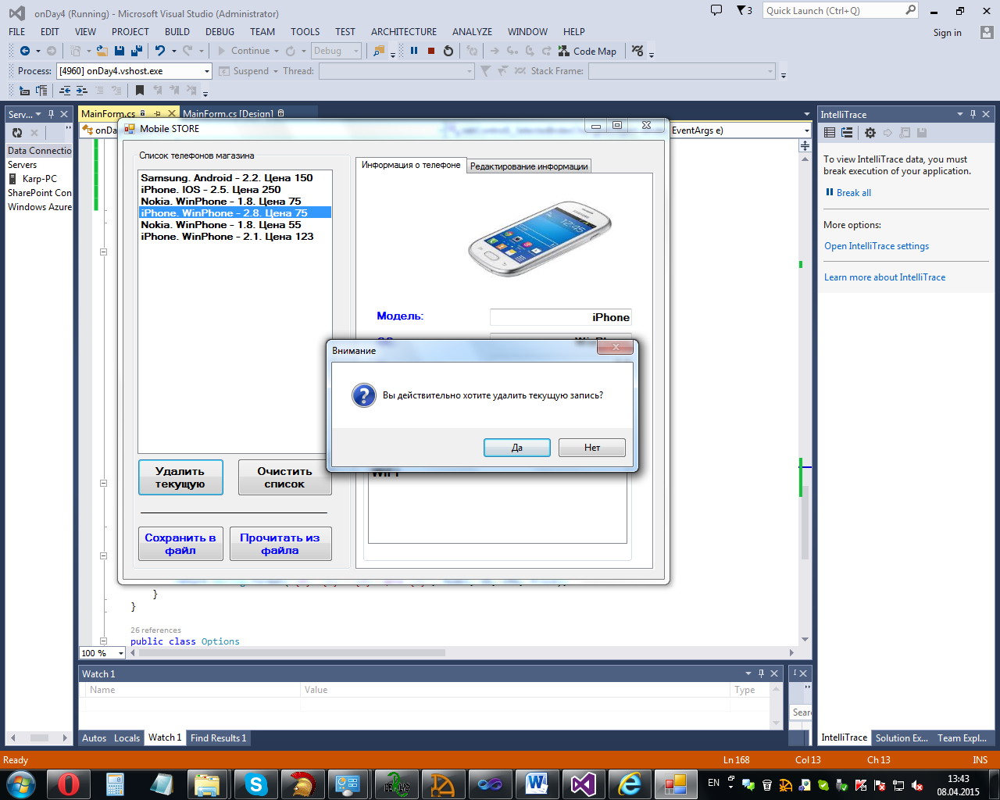 onDay4 (Running) - Microsoft Visual Studio (Administrator)
3
Quick Launch (Ctrl+Q)
FILE EDIT VIEW PROJECT BUILD DEBUG TEAM TOOLS TEST ARCHITECTURE ANALYZE WINDOW HELP
Sign in
Continue Debug Code Map
Process: [4960] onDay4.vshost.exe Suspend Thread: Stack Frame:
Serv...
MainForm.cs
MainForm.cs [Design]
IntelliTrace
onDa
Mobile STORE
EventArgs e)
Data Connectio
Servers
Karp-PC
SharePoint Con
Windows Azure
Список телефонов магазина
Samsung. Android - 2.2. Цена 150
iPhone. IOS - 2.5. Цена 250
Nokia. WinPhone - 1.8. Цена 75
iPhone. WinPhone - 2.8. Цена 75
Nokia. WinPhone - 1.8. Цена 55
iPhone. WinPhone - 2.1. Цена 123
Информация о телефоне
Редактирование информации
SAMSUNG
12:45
Модель:
iPhone
Внимание
Вы действительно хотите удалить текущую запись?
Да
Нет
WiFi
Удалить
текущую
Очистить
список
Сохранить в
файл
Прочитать из
файла
To view IntelliTrace data, you must
break execution of your application.
Break all
More options:
Open IntelliTrace settings
Learn more about IntelliTrace
}
}
26 references
public class Options
100 %
Watch 1
Name Value Type
Sear
Autos Locals Watch 1 Find Results 1
IntelliTrace Solution Ex... Team Expl...
Ready Ln 168 Col 13 Ch 13 INS
EN
13:43
08.04.2015